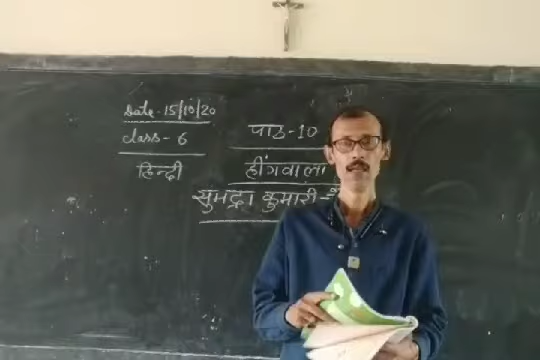 Date - 15/10/20
class - 6
हिन्दी
पाठ - 10
हींगवाला
सुभद्रा कुमारी